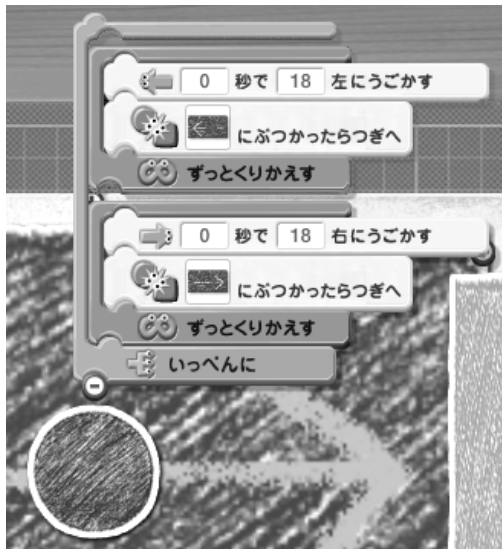 0 秒で 18 左にうごかす
にぶつかったらつぎへ
ずっとくりかえす
0 秒で 18 右にうごかす
にぶつかったらつぎへ
ずっとくりかえす
いっぺんに